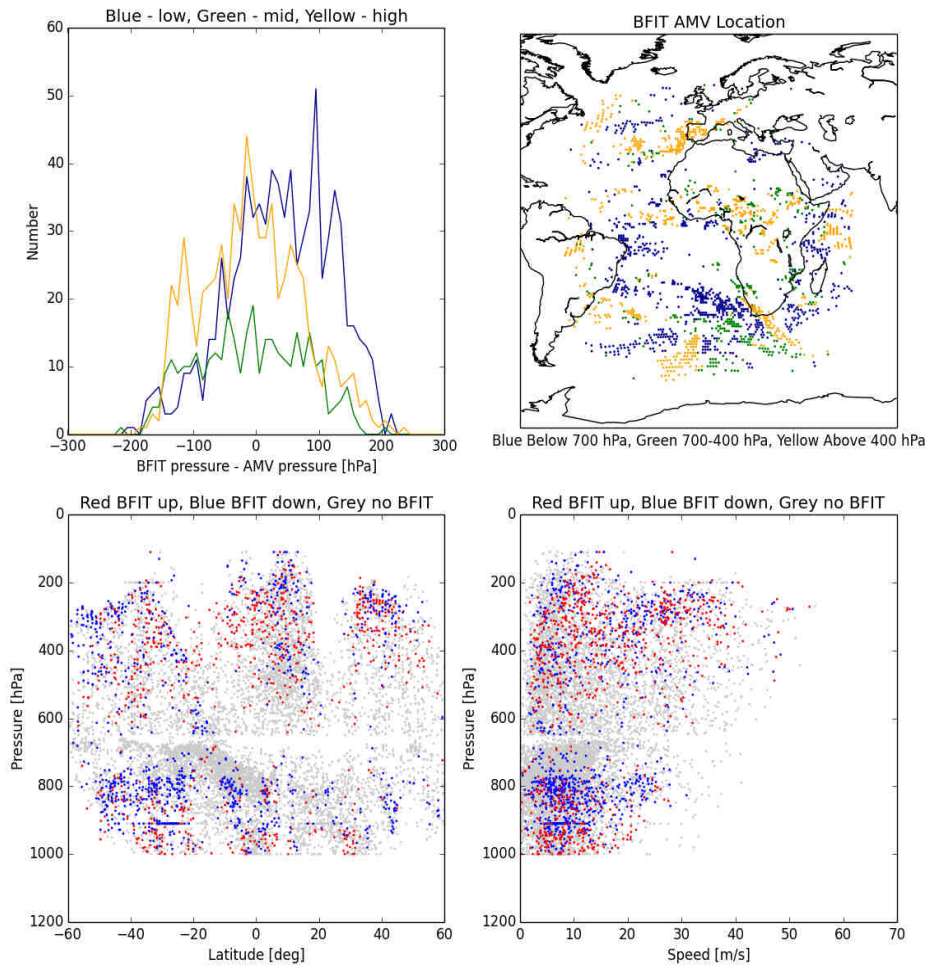 Blue - low, Green - mid, Yellow - high
60
50
40
30
20
10
0
Number
−300 −200 −100 0 100 200 300
BFIT pressure - AMV pressure [hPa]
BFIT AMV Location
Blue Below 700 hPa, Green 700-400 hPa, Yellow Above 400 hPa
Red BFIT up, Blue BFIT down, Grey no BFIT
0
200
400
600
800
1000
1200
Pressure [hPa]
−60 −40 −20 0 20 40 60
Latitude [deg]
Red BFIT up, Blue BFIT down, Grey no BFIT
0
200
400
600
800
1000
1200
Pressure [hPa]
0 10 20 30 40 50 60 70
Speed [m/s]